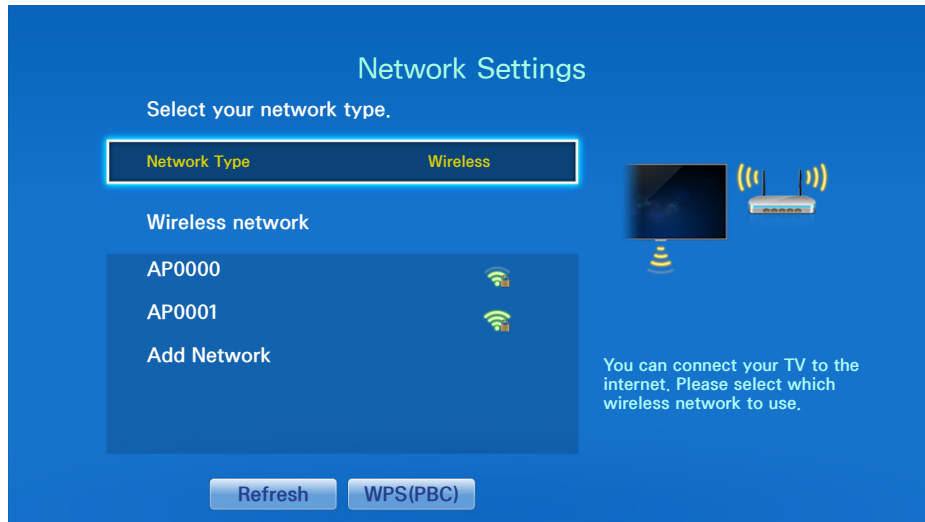 Network Settings
Select your network type.
Network Type Wireless
Wireless network
AP0000
AP0001
Add Network
You can connect your TV to the
internet. Please select which
wireless network to use.
Refresh WPS(PBC)